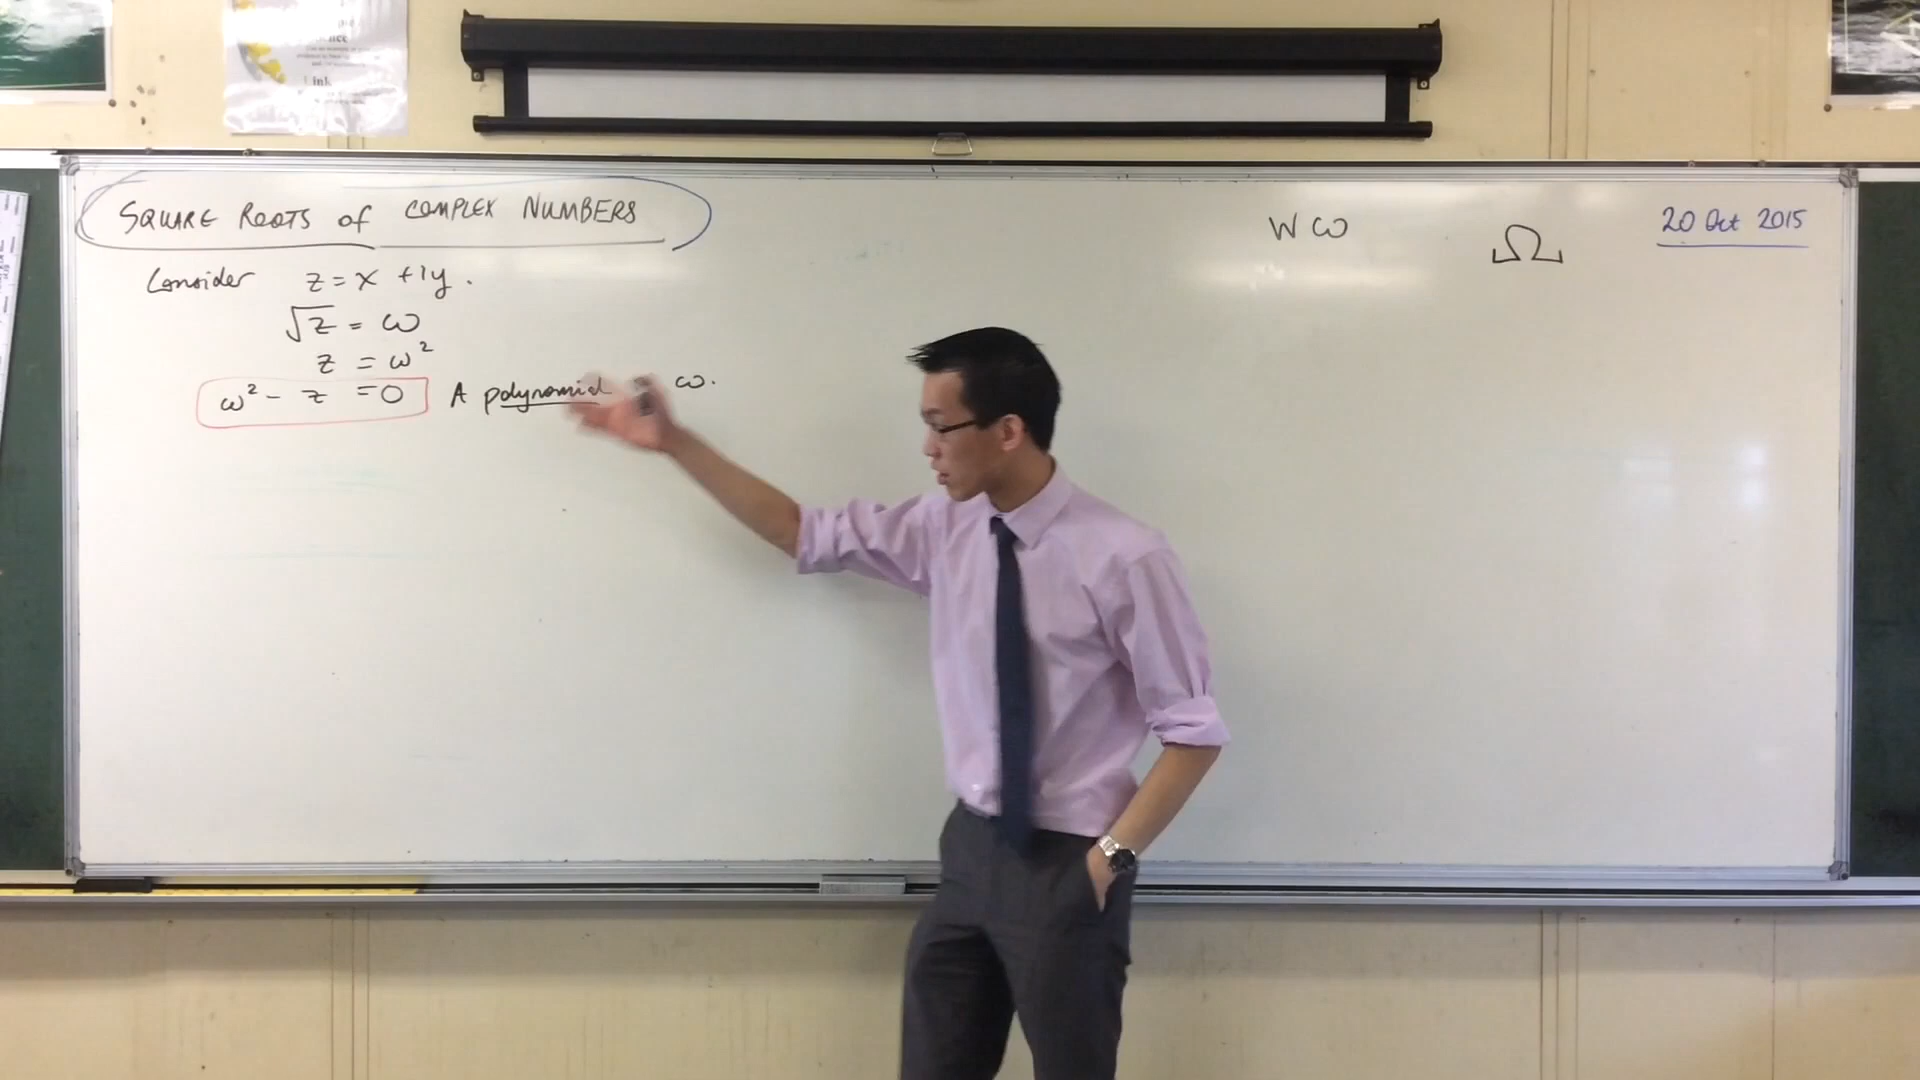 SQUARE ROOTS of COMPLEX NUMBERS
Consider z = x + iy.
√z = ω
z = ω²
ω² - z = 0 A polynomial ω.
W ω
Ω
20 Oct 2015